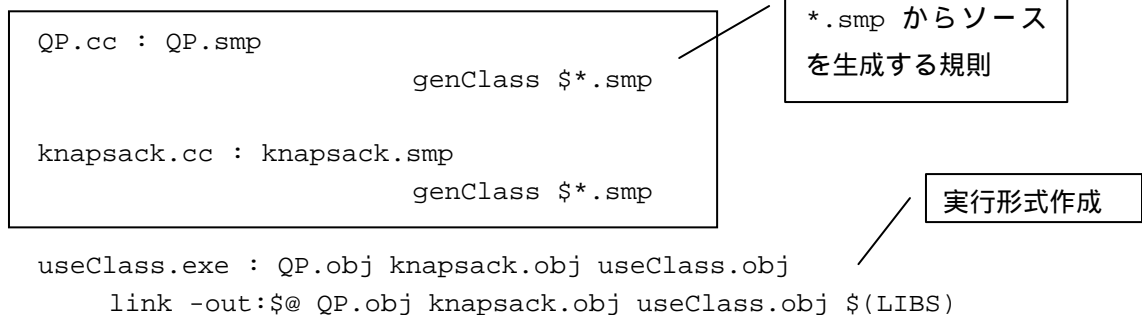 *.smp からソース
を生成する規則
QP.cc : QP.smp
genClass $*.smp
knapsack.cc : knapsack.smp
genClass $*.smp
実行形式作成
useClass.exe : QP.obj knapsack.obj useClass.obj
link -out:$@ QP.obj knapsack.obj useClass.obj $(LIBS)